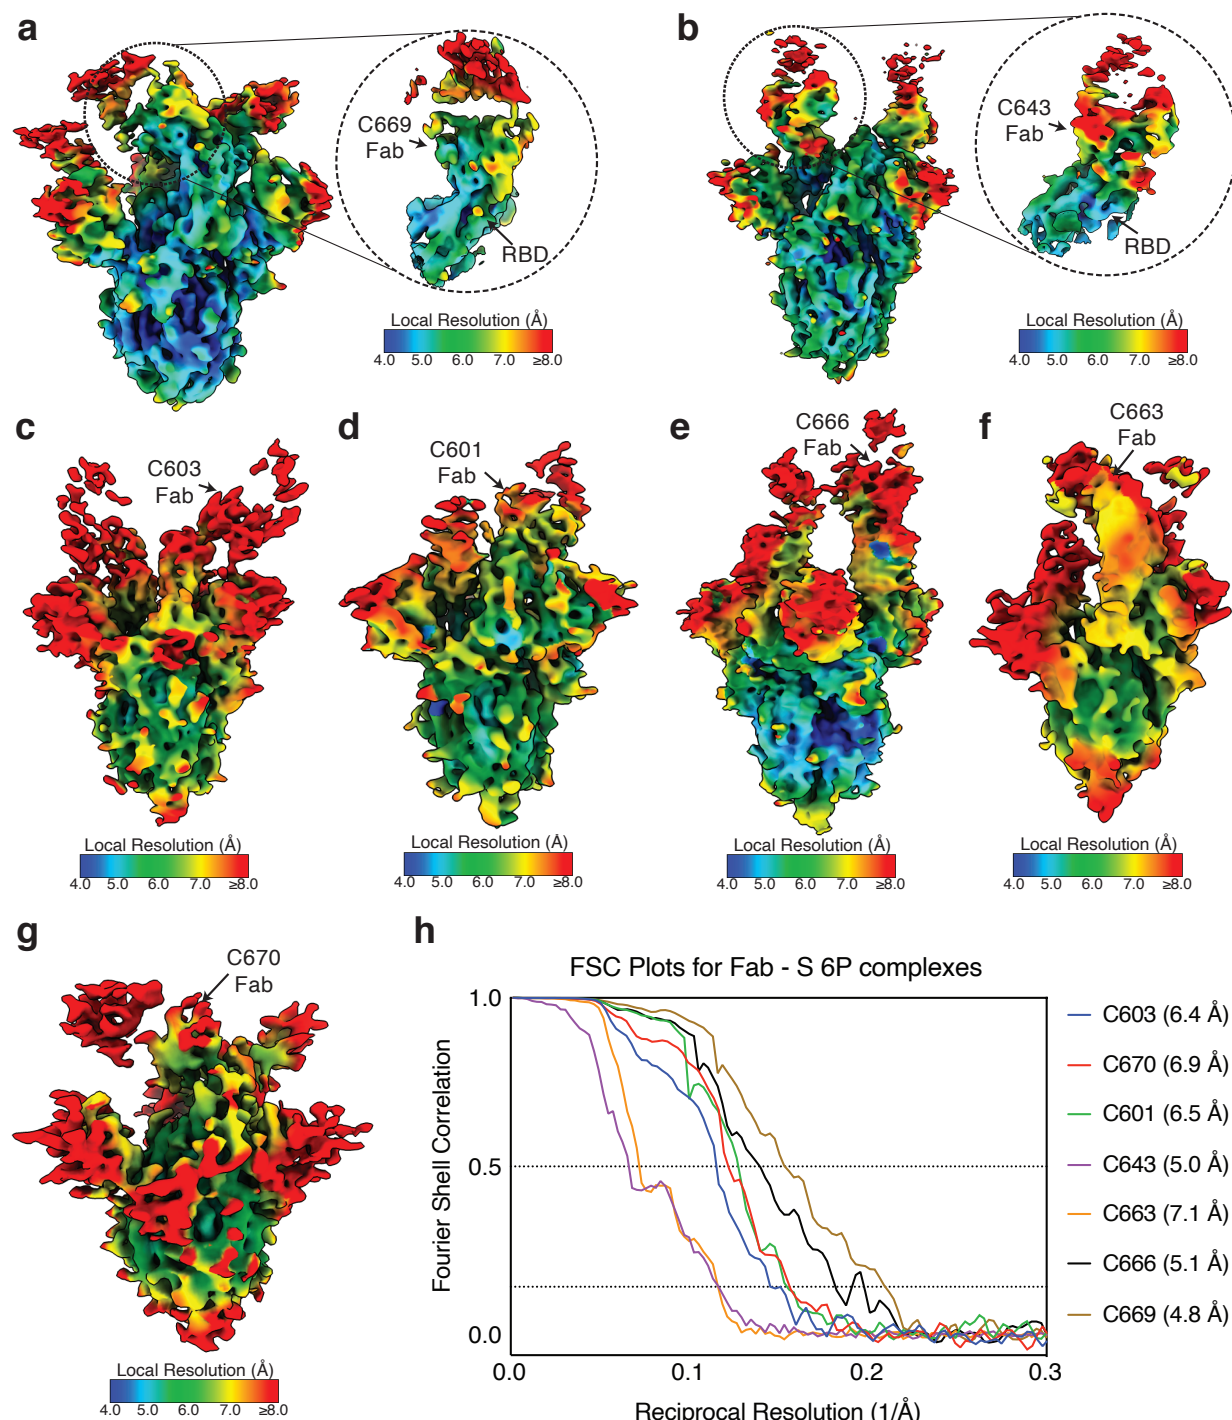 a
C669
Fab
RBD
Local Resolution (Å)
4.0 5.0 6.0 7.0 ≥8.0
b
C643
Fab
RBD
Local Resolution (Å)
4.0 5.0 6.0 7.0 ≥8.0
c
C603
Fab
Local Resolution (Å)
4.0 5.0 6.0 7.0 ≥8.0
d
C601
Fab
Local Resolution (Å)
4.0 5.0 6.0 7.0 ≥8.0
e
C666
Fab
Local Resolution (Å)
4.0 5.0 6.0 7.0 ≥8.0
f
C663
Fab
Local Resolution (Å)
4.0 5.0 6.0 7.0 ≥8.0
g
C670
Fab
Local Resolution (Å)
4.0 5.0 6.0 7.0 ≥8.0
h
FSC Plots for Fab - S 6P complexes
Fourier Shell Correlation
1.0
0.5
0.0
0.0 0.1 0.2 0.3
Reciprocal Resolution (1/Å)
C603 (6.4 Å)
C670 (6.9 Å)
C601 (6.5 Å)
C643 (5.0 Å)
C663 (7.1 Å)
C666 (5.1 Å)
C669 (4.8 Å)